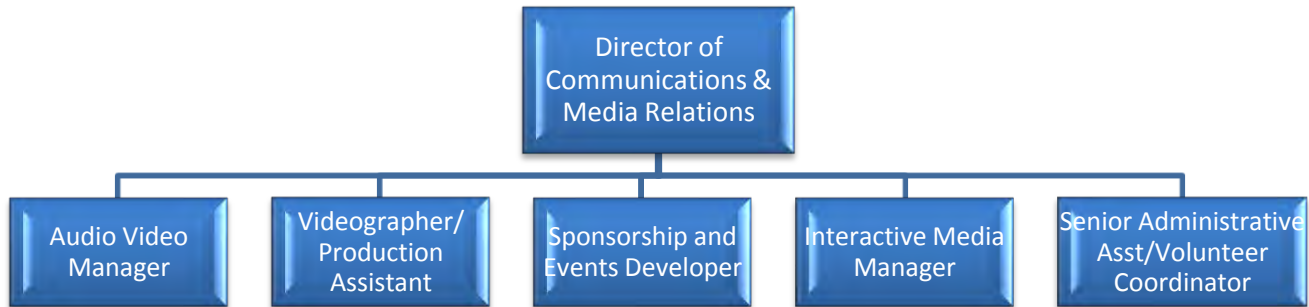 Director of
Communications &
Media Relations
Audio Video
Manager
Videographer/
Production
Assistant
Sponsorship and
Events Developer
Interactive Media
Manager
Senior Administrative
Asst/Volunteer
Coordinator